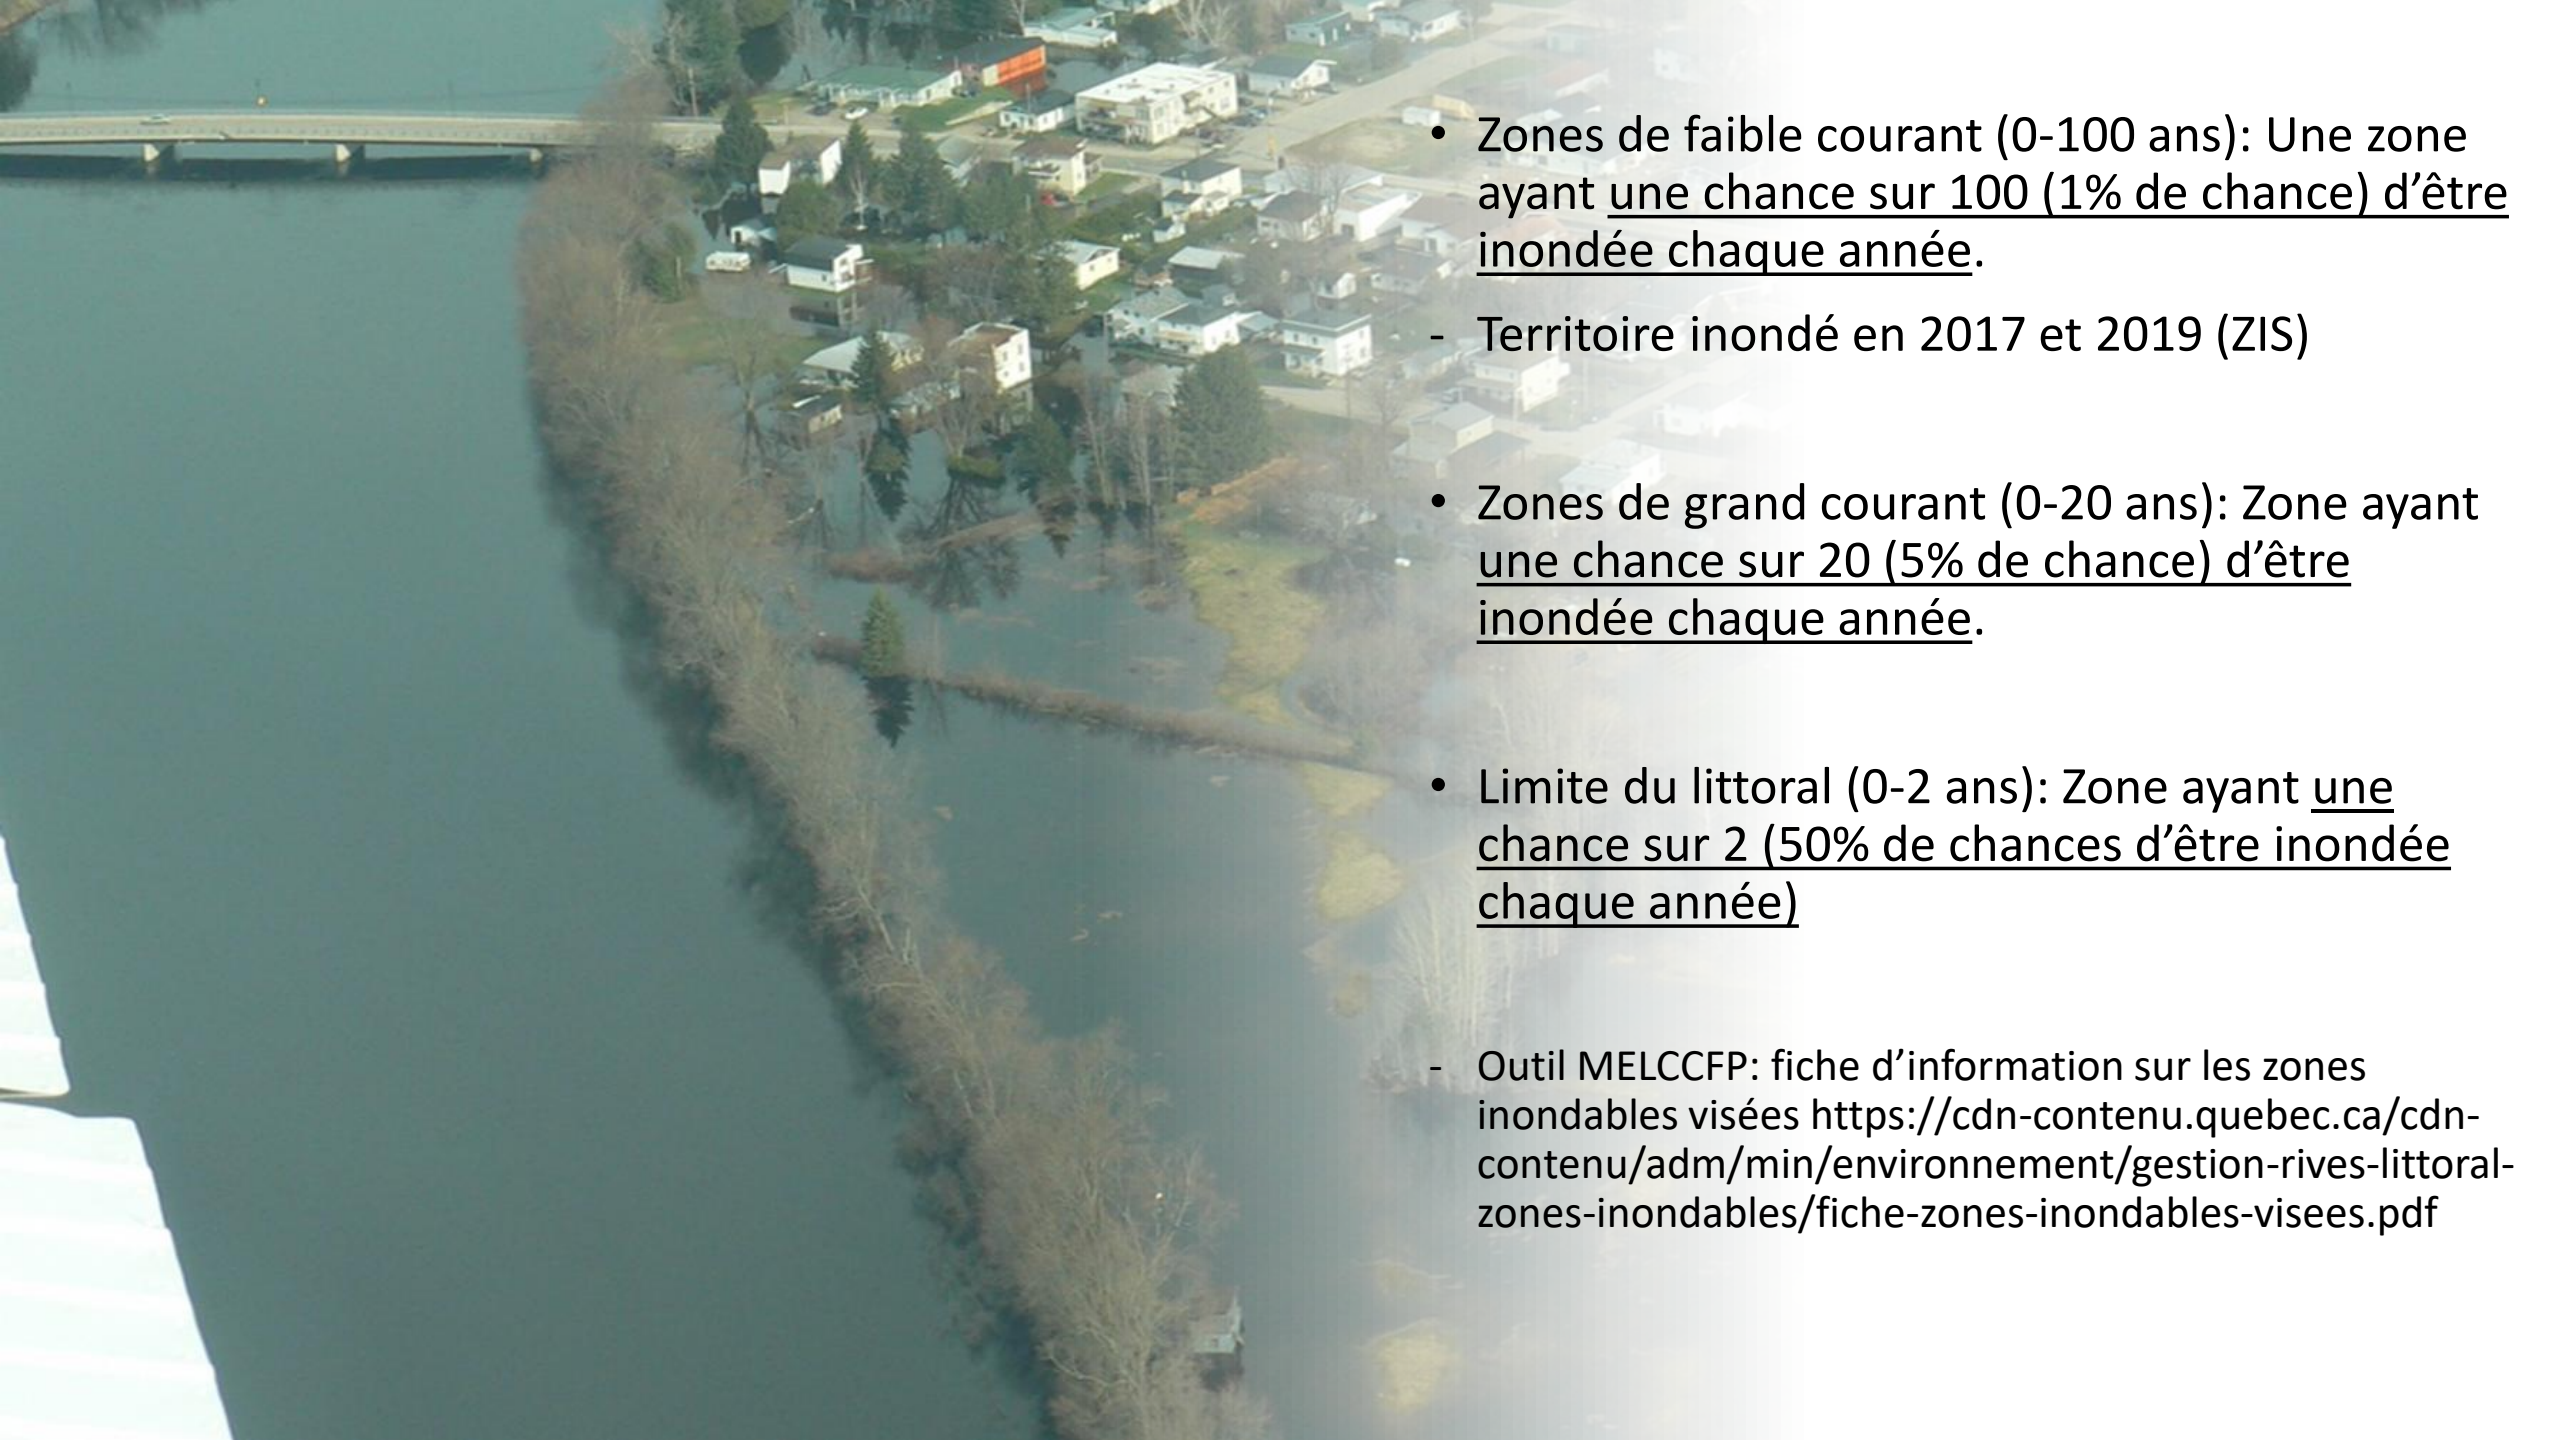 • Zones de faible courant (0-100 ans): Une zone
ayant une chance sur 100 (1% de chance) d’être
inondée chaque année.
- Territoire inondé en 2017 et 2019 (ZIS)
• Zones de grand courant (0-20 ans): Zone ayant
une chance sur 20 (5% de chance) d’être
inondée chaque année.
• Limite du littoral (0-2 ans): Zone ayant une
chance sur 2 (50% de chances d’être inondée
chaque année)
- Outil MELCCFP: fiche d’information sur les zones
inondables visées https://cdn-contenu.quebec.ca/cdn-
contenu/adm/min/environnement/gestion-rives-littoral-
zones-inondables/fiche-zones-inondables-visees.pdf